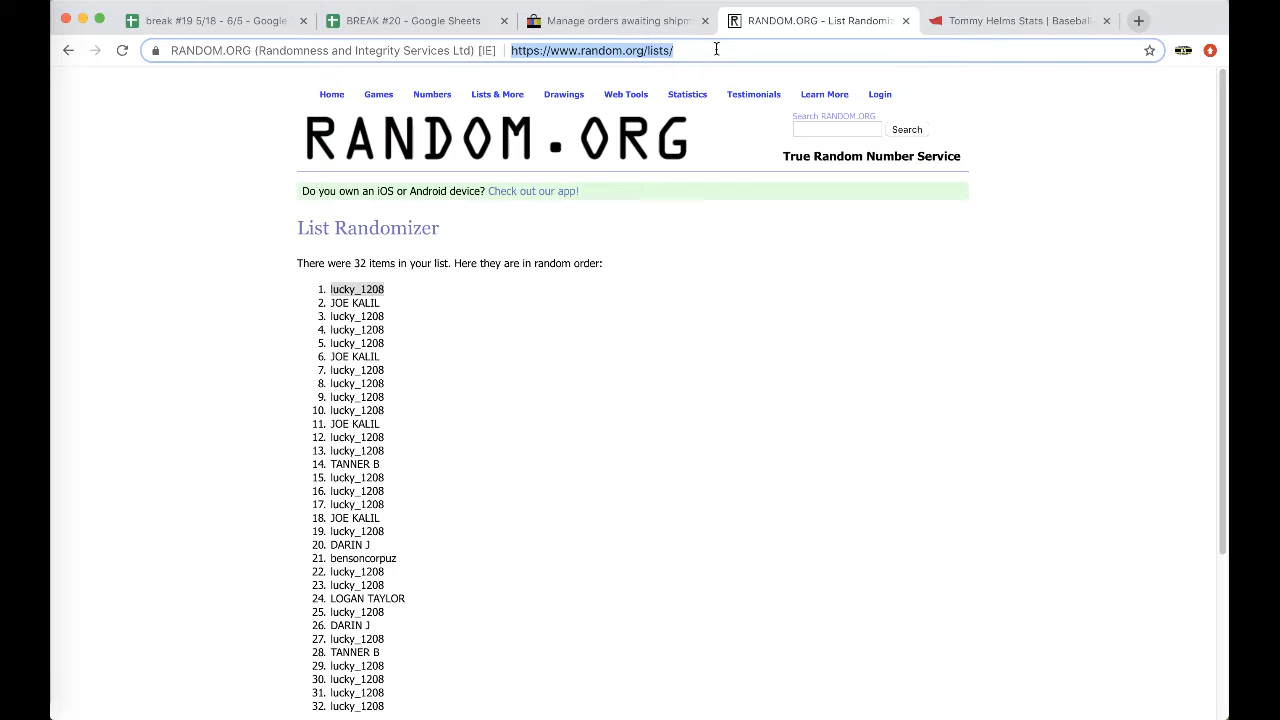 break #19 5/18 - 6/5 - Google
BREAK #20 - Google Sheets
Manage orders awaiting shipm
RANDOM.ORG - List Randomiz
Tommy Helms Stats | Baseball
RANDOM.ORG (Randomness and Integrity Services Ltd) [IE] | https://www.random.org/lists/
Home Games Numbers Lists & More Drawings Web Tools Statistics Testimonials Learn More Login
RANDOM.ORG
Search RANDOM.ORG
Search
True Random Number Service
Do you own an iOS or Android device? Check out our app!
List Randomizer
There were 32 items in your list. Here they are in random order:
1. lucky_1208
2. JOE KALIL
3. lucky_1208
4. lucky_1208
5. lucky_1208
6. JOE KALIL
7. lucky_1208
8. lucky_1208
9. lucky_1208
10. lucky_1208
11. JOE KALIL
12. lucky_1208
13. lucky_1208
14. TANNER B
15. lucky_1208
16. lucky_1208
17. lucky_1208
18. JOE KALIL
19. lucky_1208
20. DARIN J
21. bensoncorpuz
22. lucky_1208
23. lucky_1208
24. LOGAN TAYLOR
25. lucky_1208
26. DARIN J
27. lucky_1208
28. TANNER B
29. lucky_1208
30. lucky_1208
31. lucky_1208
32. lucky_1208